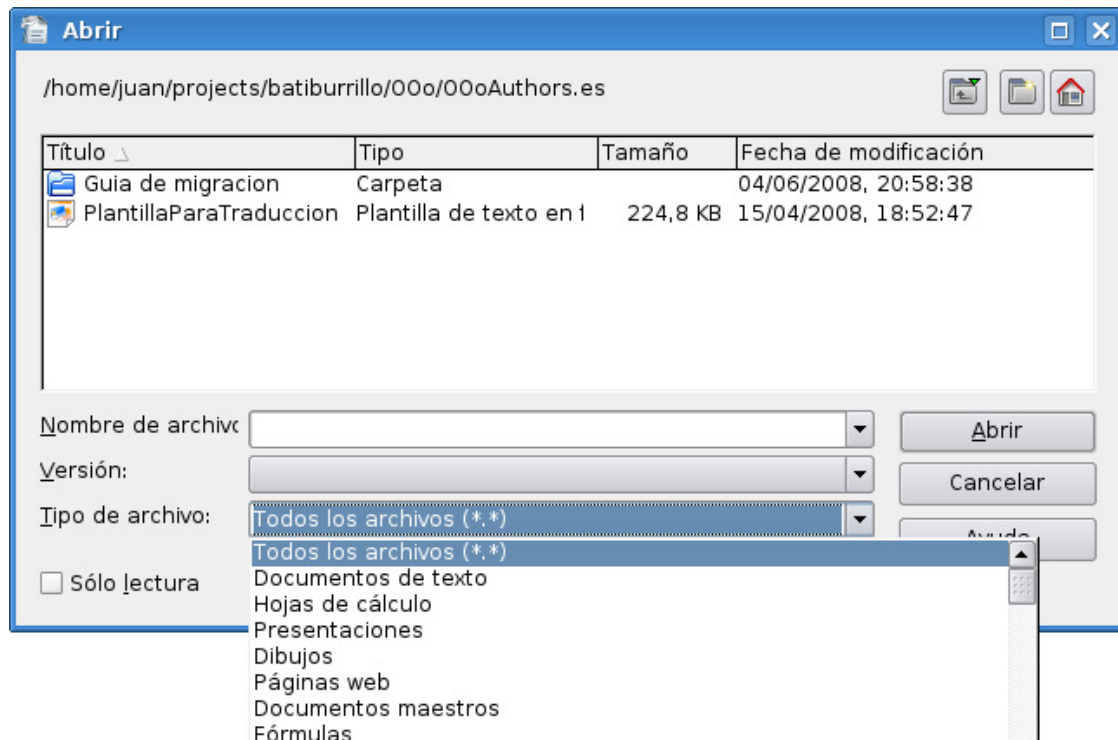 Abrir
/home/juan/projects/batiburrillo/OOo/OOoAuthors.es
Título Tipo Tamaño Fecha de modificación
Guia de migracion Carpeta 04/06/2008, 20:58:38
PlantillaParaTraduccion Plantilla de texto en f 224,8 KB 15/04/2008, 18:52:47
Nombre de archivo
Abrir
Versión:
Cancelar
Tipo de archivo: Todos los archivos (*.*)
Ayuda
Todos los archivos (*.*)
Sólo lectura
Documentos de texto
Hojas de cálculo
Presentaciones
Dibujos
Páginas web
Documentos maestros
Fórmulas